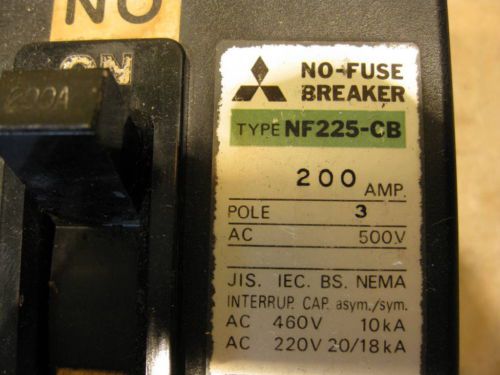 NO
ON
200A
NO-FUSE
BREAKER
TYPE NF225-CB
200 AMP.
POLE 3
AC 500V
JIS. IEC. BS. NEMA
INTERRUP. CAP. asym./sym.
AC 460V 10kA
AC 220V 20/18kA